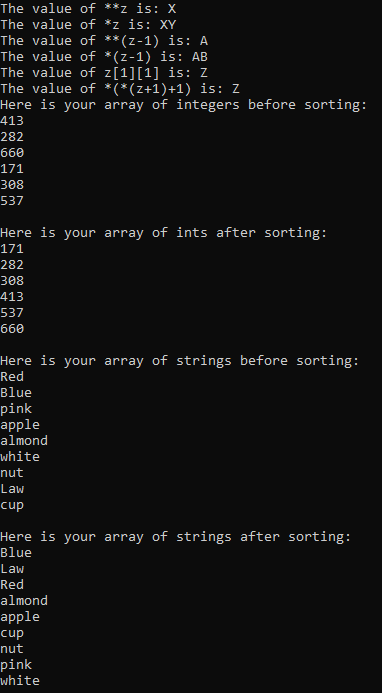 The value of **z is: X
The value of *z is: XY
The value of **(z-1) is: A
The value of *(z-1) is: AB
The value of z[1][1] is: Z
The value of *(*(z+1)+1) is: Z
Here is your array of integers before sorting:
413
282
660
171
308
537

Here is your array of ints after sorting:
171
282
308
413
537
660

Here is your array of strings before sorting:
Red
Blue
pink
apple
almond
white
nut
Law
cup

Here is your array of strings after sorting:
Blue
Law
Red
almond
apple
cup
nut
pink
white